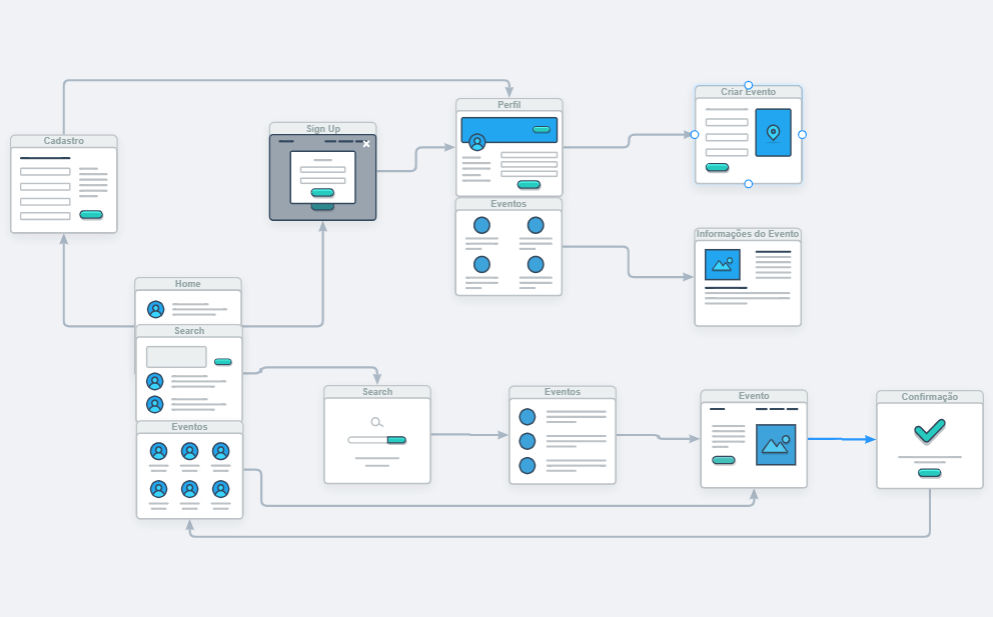 Cadastro
Sign Up
Perfil
Criar Evento
Eventos
Informações do Evento
Home
Search
Eventos
Search
Eventos
Evento
Confirmação